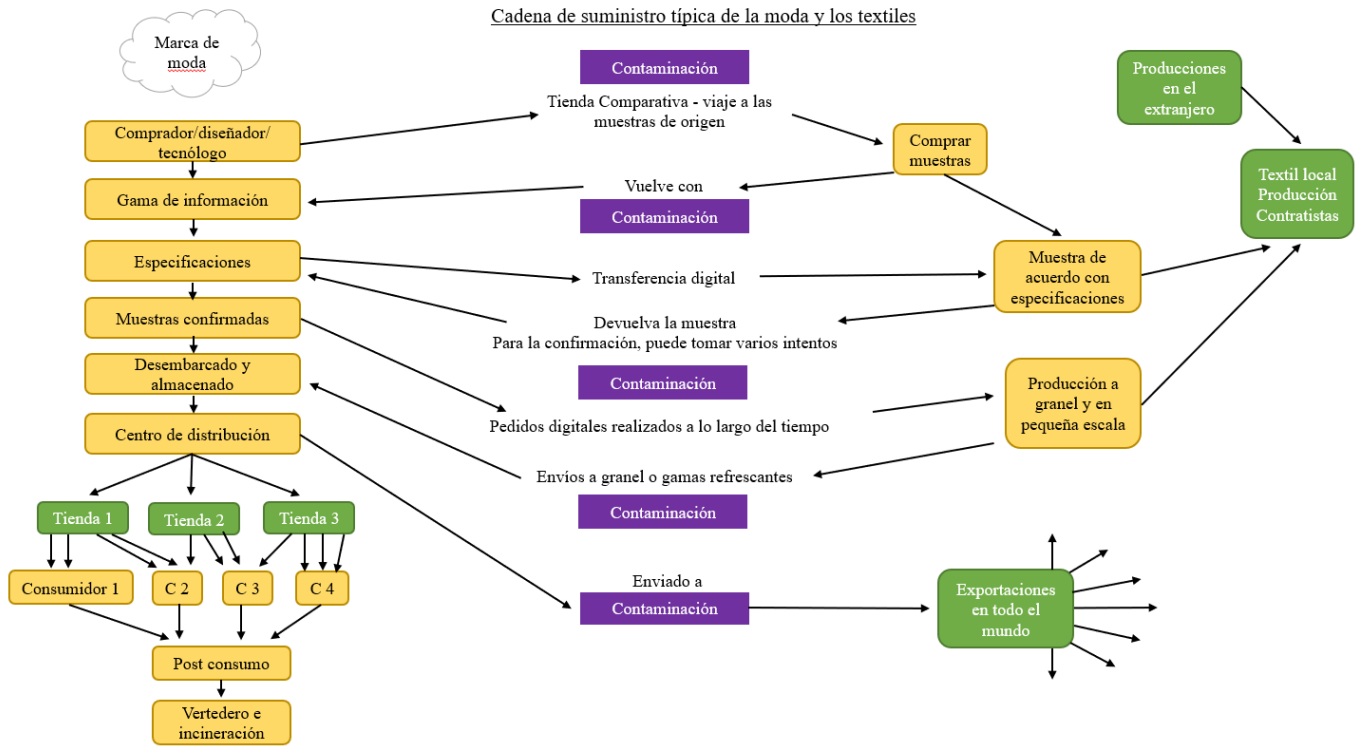 Cadena de suministro típica de la moda y los textiles
Marca de
moda
Contaminación
Producciones
en el
extranjero
Tienda Comparativa - viaje a las
muestras de origen
Comprador/diseñador/
tecnólogo
Comprar
muestras
Textil local
Producción
Contratistas
Gama de información
Vuelve con
Contaminación
Especificaciones
Transferencia digital
Muestra de
acuerdo con
especificaciones
Muestras confirmadas
Devuelva la muestra
Para la confirmación, puede tomar varios intentos
Desembarcado y
almacenado
Contaminación
Producción a
granel y en
pequeña escala
Centro de distribución
Pedidos digitales realizados a lo largo del tiempo
Envíos a granel o gamas refrescantes
Contaminación
Tienda 1
Tienda 2
Tienda 3
Consumidor 1
C 2
C 3
C 4
Enviado a
Contaminación
Exportaciones
en todo el
mundo
Post consumo
Vertedero e
incineración